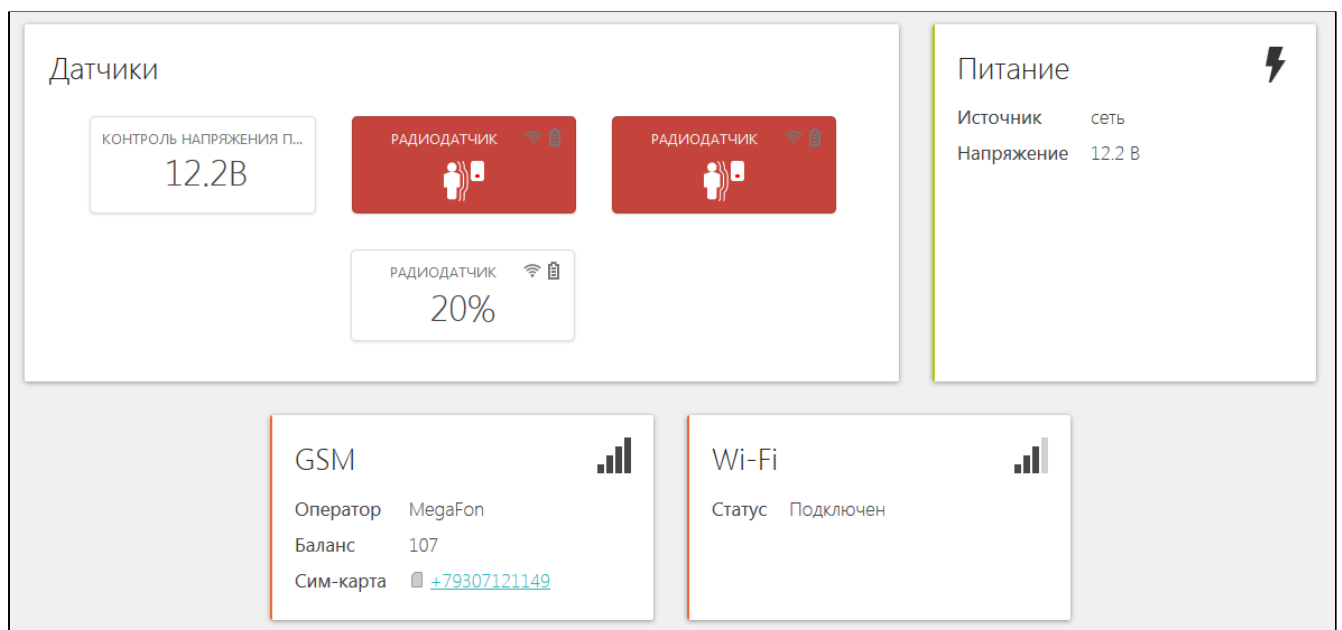 Датчики
КОНТРОЛЬ НАПРЯЖЕНИЯ П...
12.2В
РАДИОДАТЧИК
РАДИОДАТЧИК
РАДИОДАТЧИК
20%
Питание
Источник сеть
Напряжение 12.2 В
GSM
Оператор MegaFon
Баланс 107
Сим-карта +79307121149
Wi-Fi
Статус Подключен